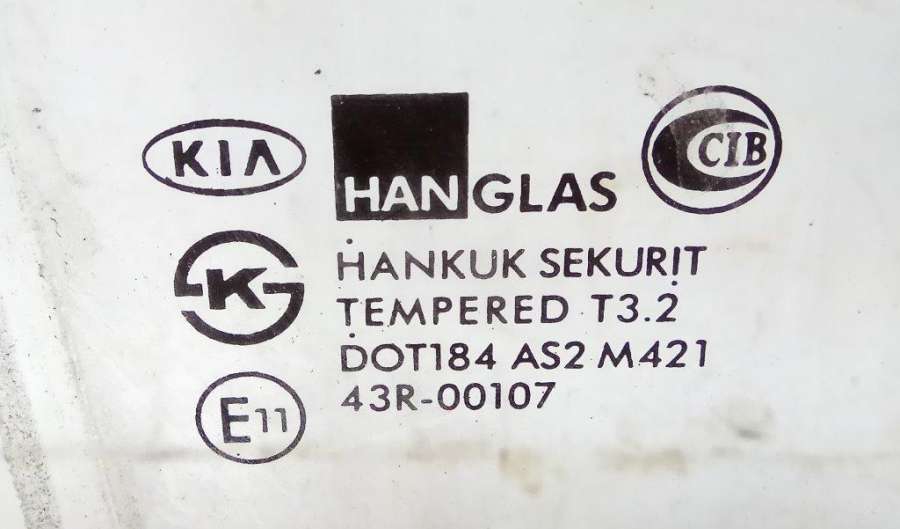 KIA
HANGLAS
CIB
K
HANKUK SEKURIT
TEMPERED T3.2
DOT184 AS2 M421
43R-00107
E11